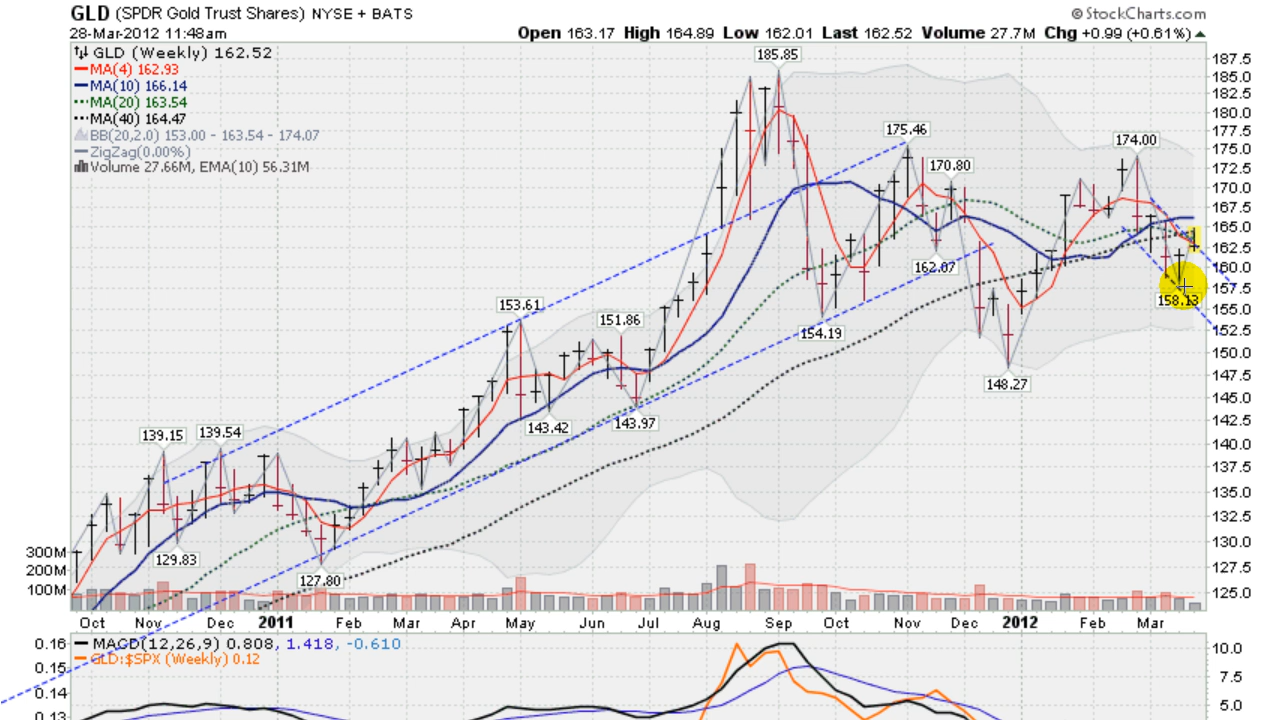 GLD (SPDR Gold Trust Shares) NYSE + BATS
© StockCharts.com
28-Mar-2012 11:48am
Open 163.17 High 164.89 Low 162.01 Last 162.52 Volume 27.7M Chg +0.99 (+0.61%)
GLD (Weekly) 162.52
MA(4) 162.93
MA(10) 166.14
MA(20) 163.54
MA(40) 164.47
BB(20,2.0) 153.00 - 163.54 - 174.07
ZigZag(0.00%)
Volume 27.66M, EMA(10) 56.31M
185.85
175.46
174.00
170.80
162.07
158.13
153.61
151.86
154.19
148.27
143.42
143.97
139.15
139.54
129.83
127.80
187.5
185.0
182.5
180.0
177.5
175.0
172.5
170.0
167.5
165.0
162.5
160.0
157.5
155.0
152.5
150.0
147.5
145.0
142.5
140.0
137.5
135.0
132.5
130.0
127.5
125.0
300M
200M
100M
Oct Nov Dec 2011 Feb Mar Apr May Jun Jul Aug Sep Oct Nov Dec 2012 Feb Mar
MACD(12,26,9) 0.808, 1.418, -0.610
GLD:$SPX (Weekly) 0.12
0.16
0.15
0.14
0.13
10.0
7.5
5.0